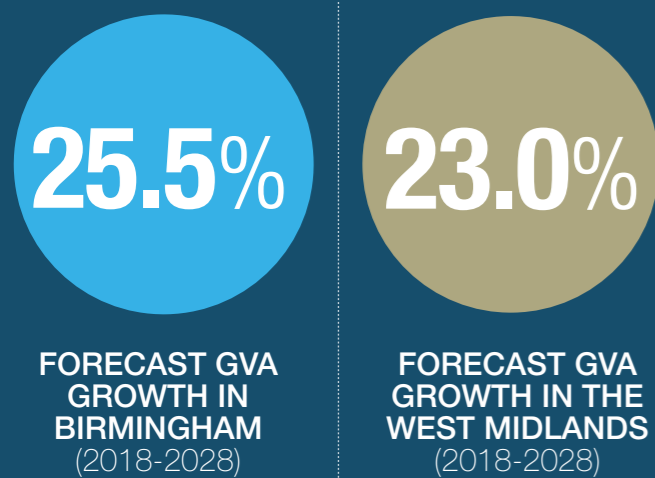 25.5%
FORECAST GVA
GROWTH IN
BIRMINGHAM
(2018-2028)
23.0%
FORECAST GVA
GROWTH IN THE
WEST MIDLANDS
(2018-2028)